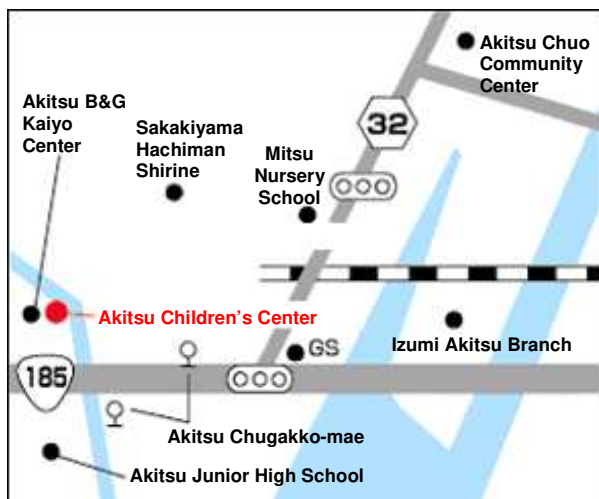 Akitsu Chuo
Community
Center
Akitsu B&G
Kaiyo
Center
Sakakiyama
Hachiman
Shirine
32
Mitsu
Nursery
School
Akitsu Children's Center
Izumi Akitsu Branch
GS
185
Akitsu Chugakko-mae
Akitsu Junior High School